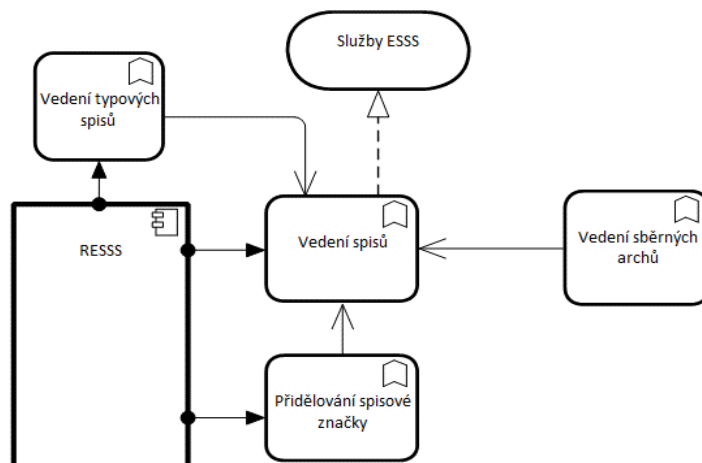 Služby ESSS
Vedení typových
spisů
RESSS
Vedení spisů
Vedení sběrných
archů
Přidělování spisové
značky